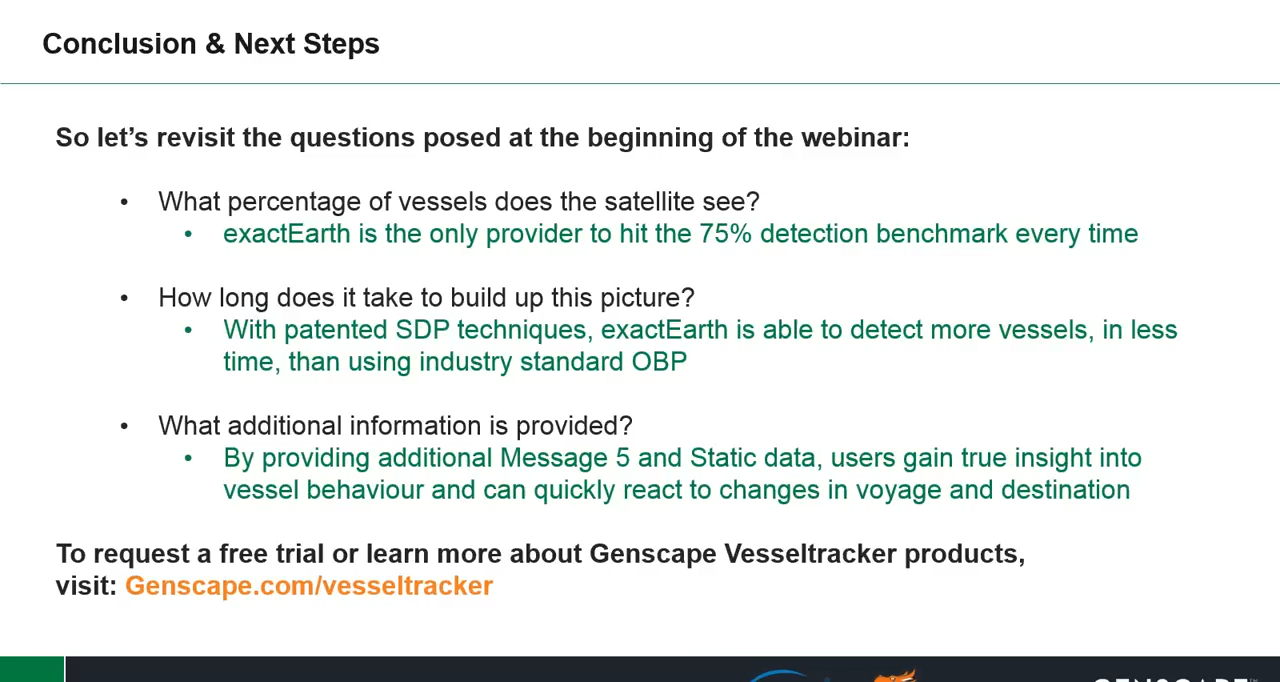 Conclusion & Next Steps
So let’s revisit the questions posed at the beginning of the webinar:
• What percentage of vessels does the satellite see?
• exactEarth is the only provider to hit the 75% detection benchmark every time
• How long does it take to build up this picture?
• With patented SDP techniques, exactEarth is able to detect more vessels, in less
time, than using industry standard OBP
• What additional information is provided?
• By providing additional Message 5 and Static data, users gain true insight into
vessel behaviour and can quickly react to changes in voyage and destination
To request a free trial or learn more about Genscape Vesseltracker products,
visit: Genscape.com/vesseltracker
GENSCAPE™